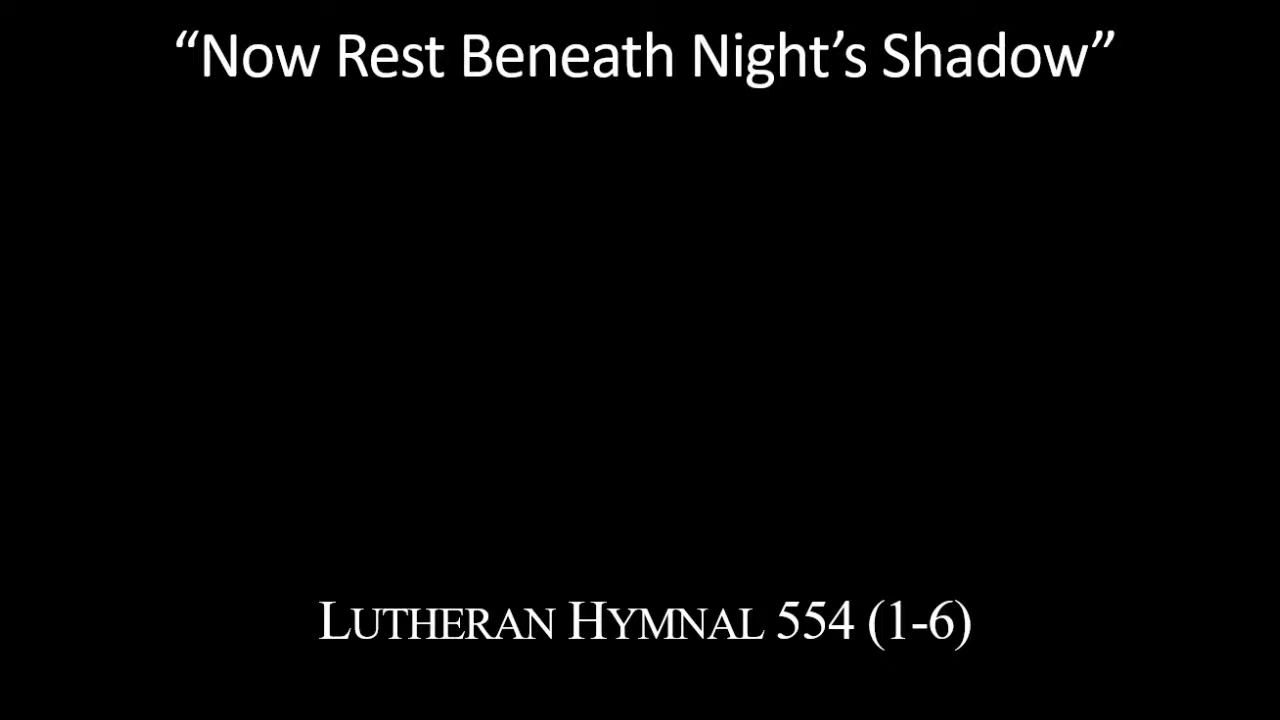 “Now Rest Beneath Night’s Shadow”
LUTHERAN HYMNAL 554 (1-6)